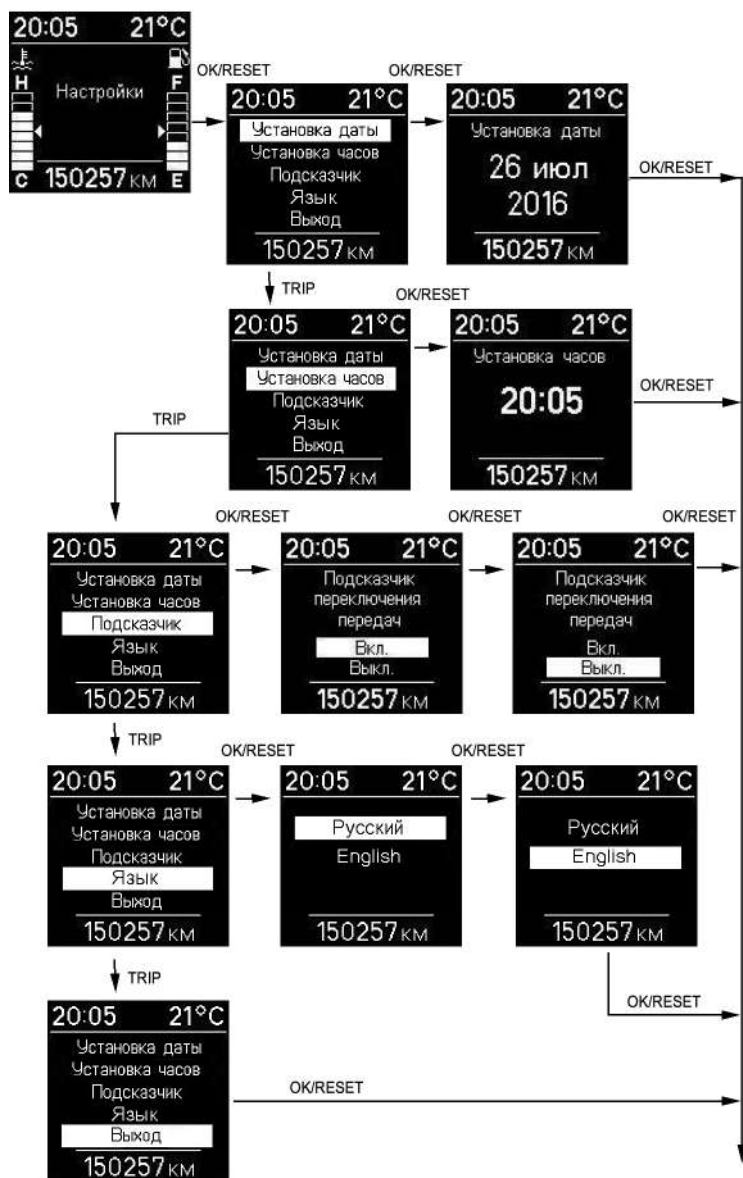 20:05 21°C
H F
Настройки
C 150257 км E
OK/RESET
20:05 21°C
Установка даты
Установка часов
Подсказчик
Язык
Выход
150257 км
OK/RESET
20:05 21°C
Установка даты
26 июл
2016
150257 км
OK/RESET
TRIP
20:05 21°C
Установка даты
Установка часов
Подсказчик
Язык
Выход
150257 км
OK/RESET
20:05 21°C
Установка часов
20:05
150257 км
OK/RESET
TRIP
20:05 21°C
Установка даты
Установка часов
Подсказчик
Язык
Выход
150257 км
OK/RESET
20:05 21°C
Подсказчик
переключения
передач
Вкл.
Выкл.
150257 км
OK/RESET
20:05 21°C
Подсказчик
переключения
передач
Вкл.
Выкл.
150257 км
OK/RESET
TRIP
20:05 21°C
Установка даты
Установка часов
Подсказчик
Язык
Выход
150257 км
OK/RESET
20:05 21°C
Русский
English
150257 км
OK/RESET
20:05 21°C
Русский
English
150257 км
OK/RESET
TRIP
20:05 21°C
Установка даты
Установка часов
Подсказчик
Язык
Выход
150257 км
OK/RESET